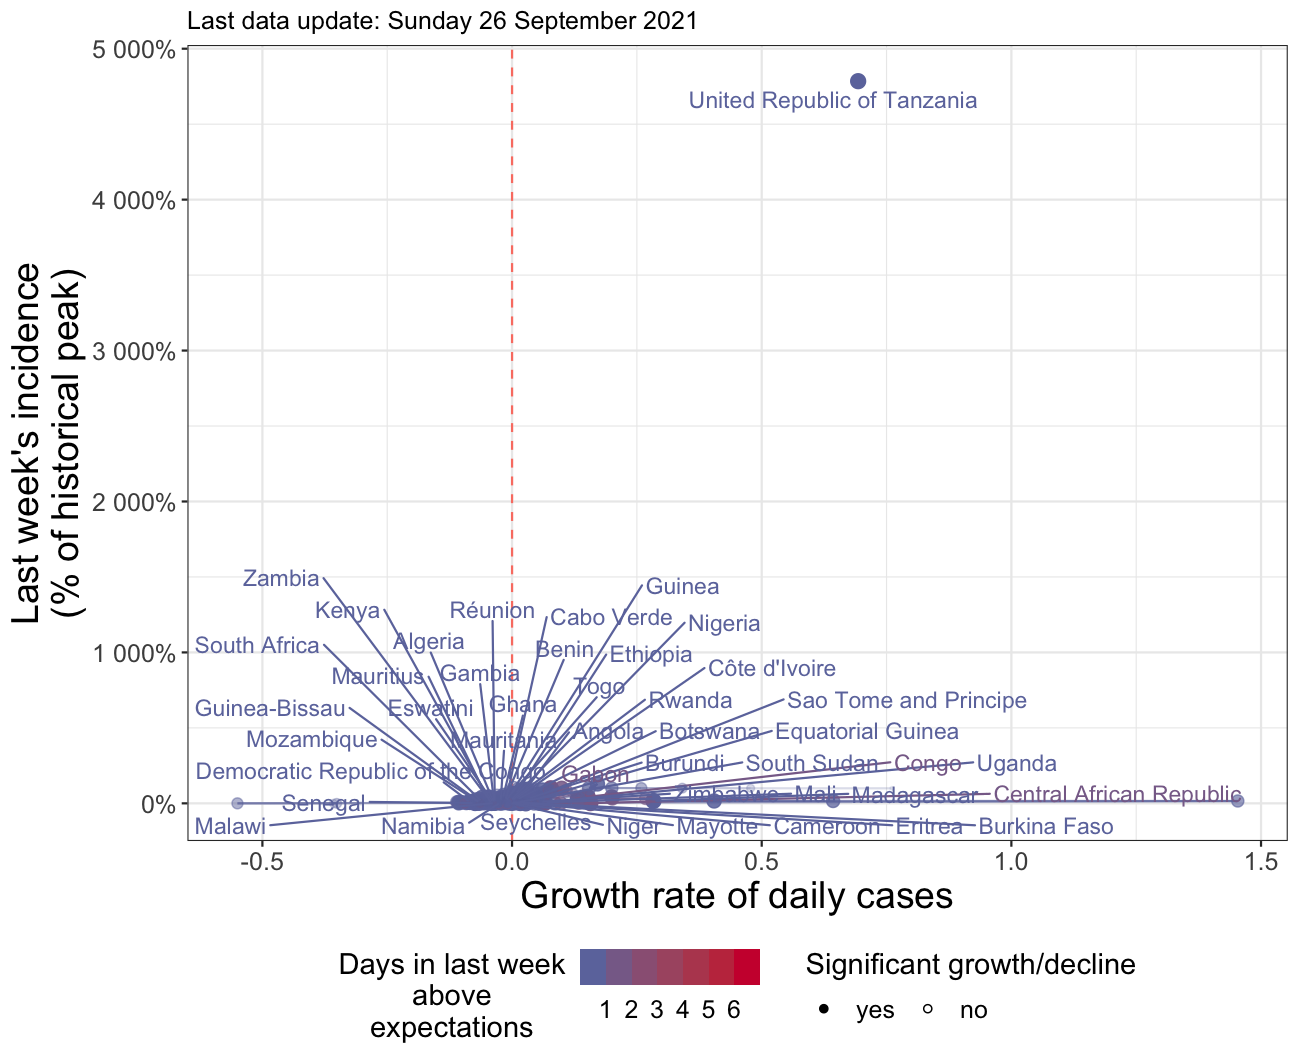 Last data update: Sunday 26 September 2021
5 000%
United Republic of Tanzania
4 000%
3 000%
2 000%
1 000%
0%
Last week's incidence
(% of historical peak)
Zambia
Guinea
Kenya
Réunion
Cabo Verde
Nigeria
South Africa
Algeria
Benin
Ethiopia
Mauritius
Gambia
Togo
Côte d'Ivoire
Guinea-Bissau
Eswatini
Ghana
Rwanda
Sao Tome and Principe
Mozambique
Mauritania
Angola
Botswana
Equatorial Guinea
Democratic Republic of the Congo
Gabon
Burundi
South Sudan
Congo
Uganda
Senegal
Zimbabwe
Mali
Madagascar
Central African Republic
Malawi
Namibia
Seychelles
Niger
Mayotte
Cameroon
Eritrea
Burkina Faso
-0.5
0.0
0.5
1.0
1.5
Growth rate of daily cases
Days in last week
above
expectations
1 2 3 4 5 6
Significant growth/decline
yes
no